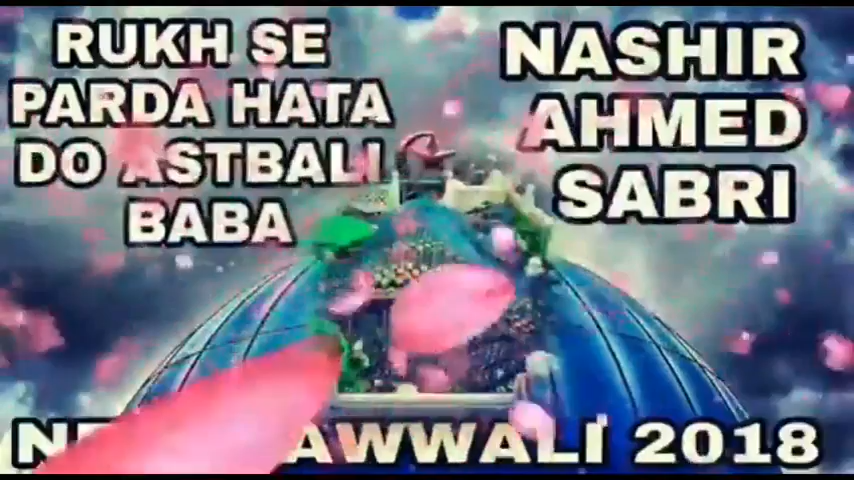 RUKH SE
PARDA HATA
DO ASTBALI
BABA
NASHIR
AHMED
SABRI
2018